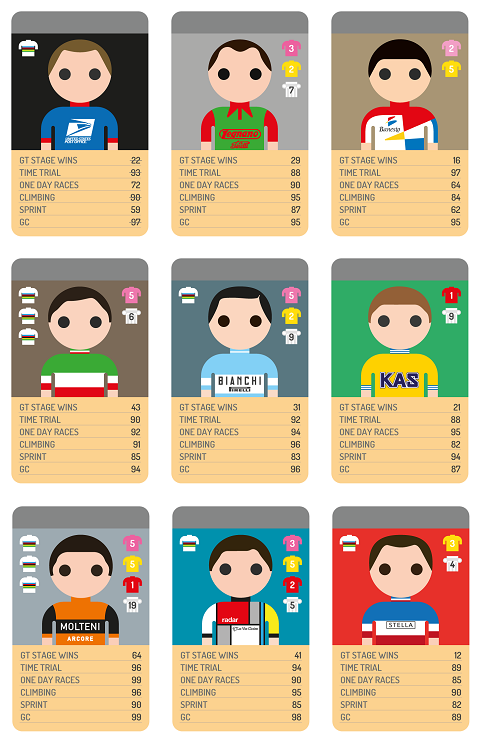 UNITED STATES
POSTAL SERVICE
GT STAGE WINS 22
TIME TRIAL 93
ONE DAY RACES 72
CLIMBING 90
SPRINT 59
GC 97
3
2
7
Legnano
GT STAGE WINS 29
TIME TRIAL 88
ONE DAY RACES 90
CLIMBING 95
SPRINT 87
GC 95
2
5
Banesto
GT STAGE WINS 16
TIME TRIAL 97
ONE DAY RACES 64
CLIMBING 84
SPRINT 62
GC 95
5
6
GT STAGE WINS 43
TIME TRIAL 90
ONE DAY RACES 92
CLIMBING 91
SPRINT 85
GC 94
5
2
9
BIANCHI
PIRELLI
GT STAGE WINS 31
TIME TRIAL 92
ONE DAY RACES 94
CLIMBING 96
SPRINT 83
GC 96
1
9
KAS
GT STAGE WINS 21
TIME TRIAL 88
ONE DAY RACES 95
CLIMBING 82
SPRINT 94
GC 87
5
5
1
19
MOLTENI
ARCORE
GT STAGE WINS 64
TIME TRIAL 96
ONE DAY RACES 99
CLIMBING 96
SPRINT 90
GC 99
3
5
2
5
radar
La Vie Claire
GT STAGE WINS 41
TIME TRIAL 94
ONE DAY RACES 90
CLIMBING 95
SPRINT 85
GC 98
3
4
STELLA
GT STAGE WINS 12
TIME TRIAL 89
ONE DAY RACES 85
CLIMBING 90
SPRINT 82
GC 89